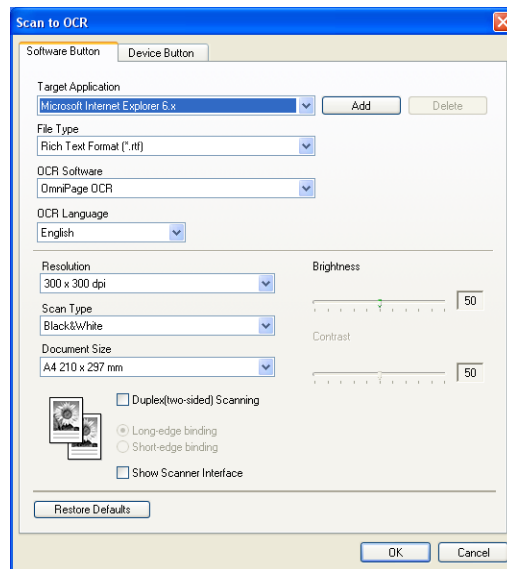 Scan to OCR
Software Button Device Button
Target Application
Microsoft Internet Explorer 6.x Add Delete
File Type
Rich Text Format (*.rtf)
OCR Software
OmniPage OCR
OCR Language
English
Resolution Brightness
300 x 300 dpi 50
Scan Type
Black&White Contrast
Document Size
A4 210 x 297 mm 50
Duplex(two-sided) Scanning
Long-edge binding
Short-edge binding
Show Scanner Interface
Restore Defaults
OK Cancel